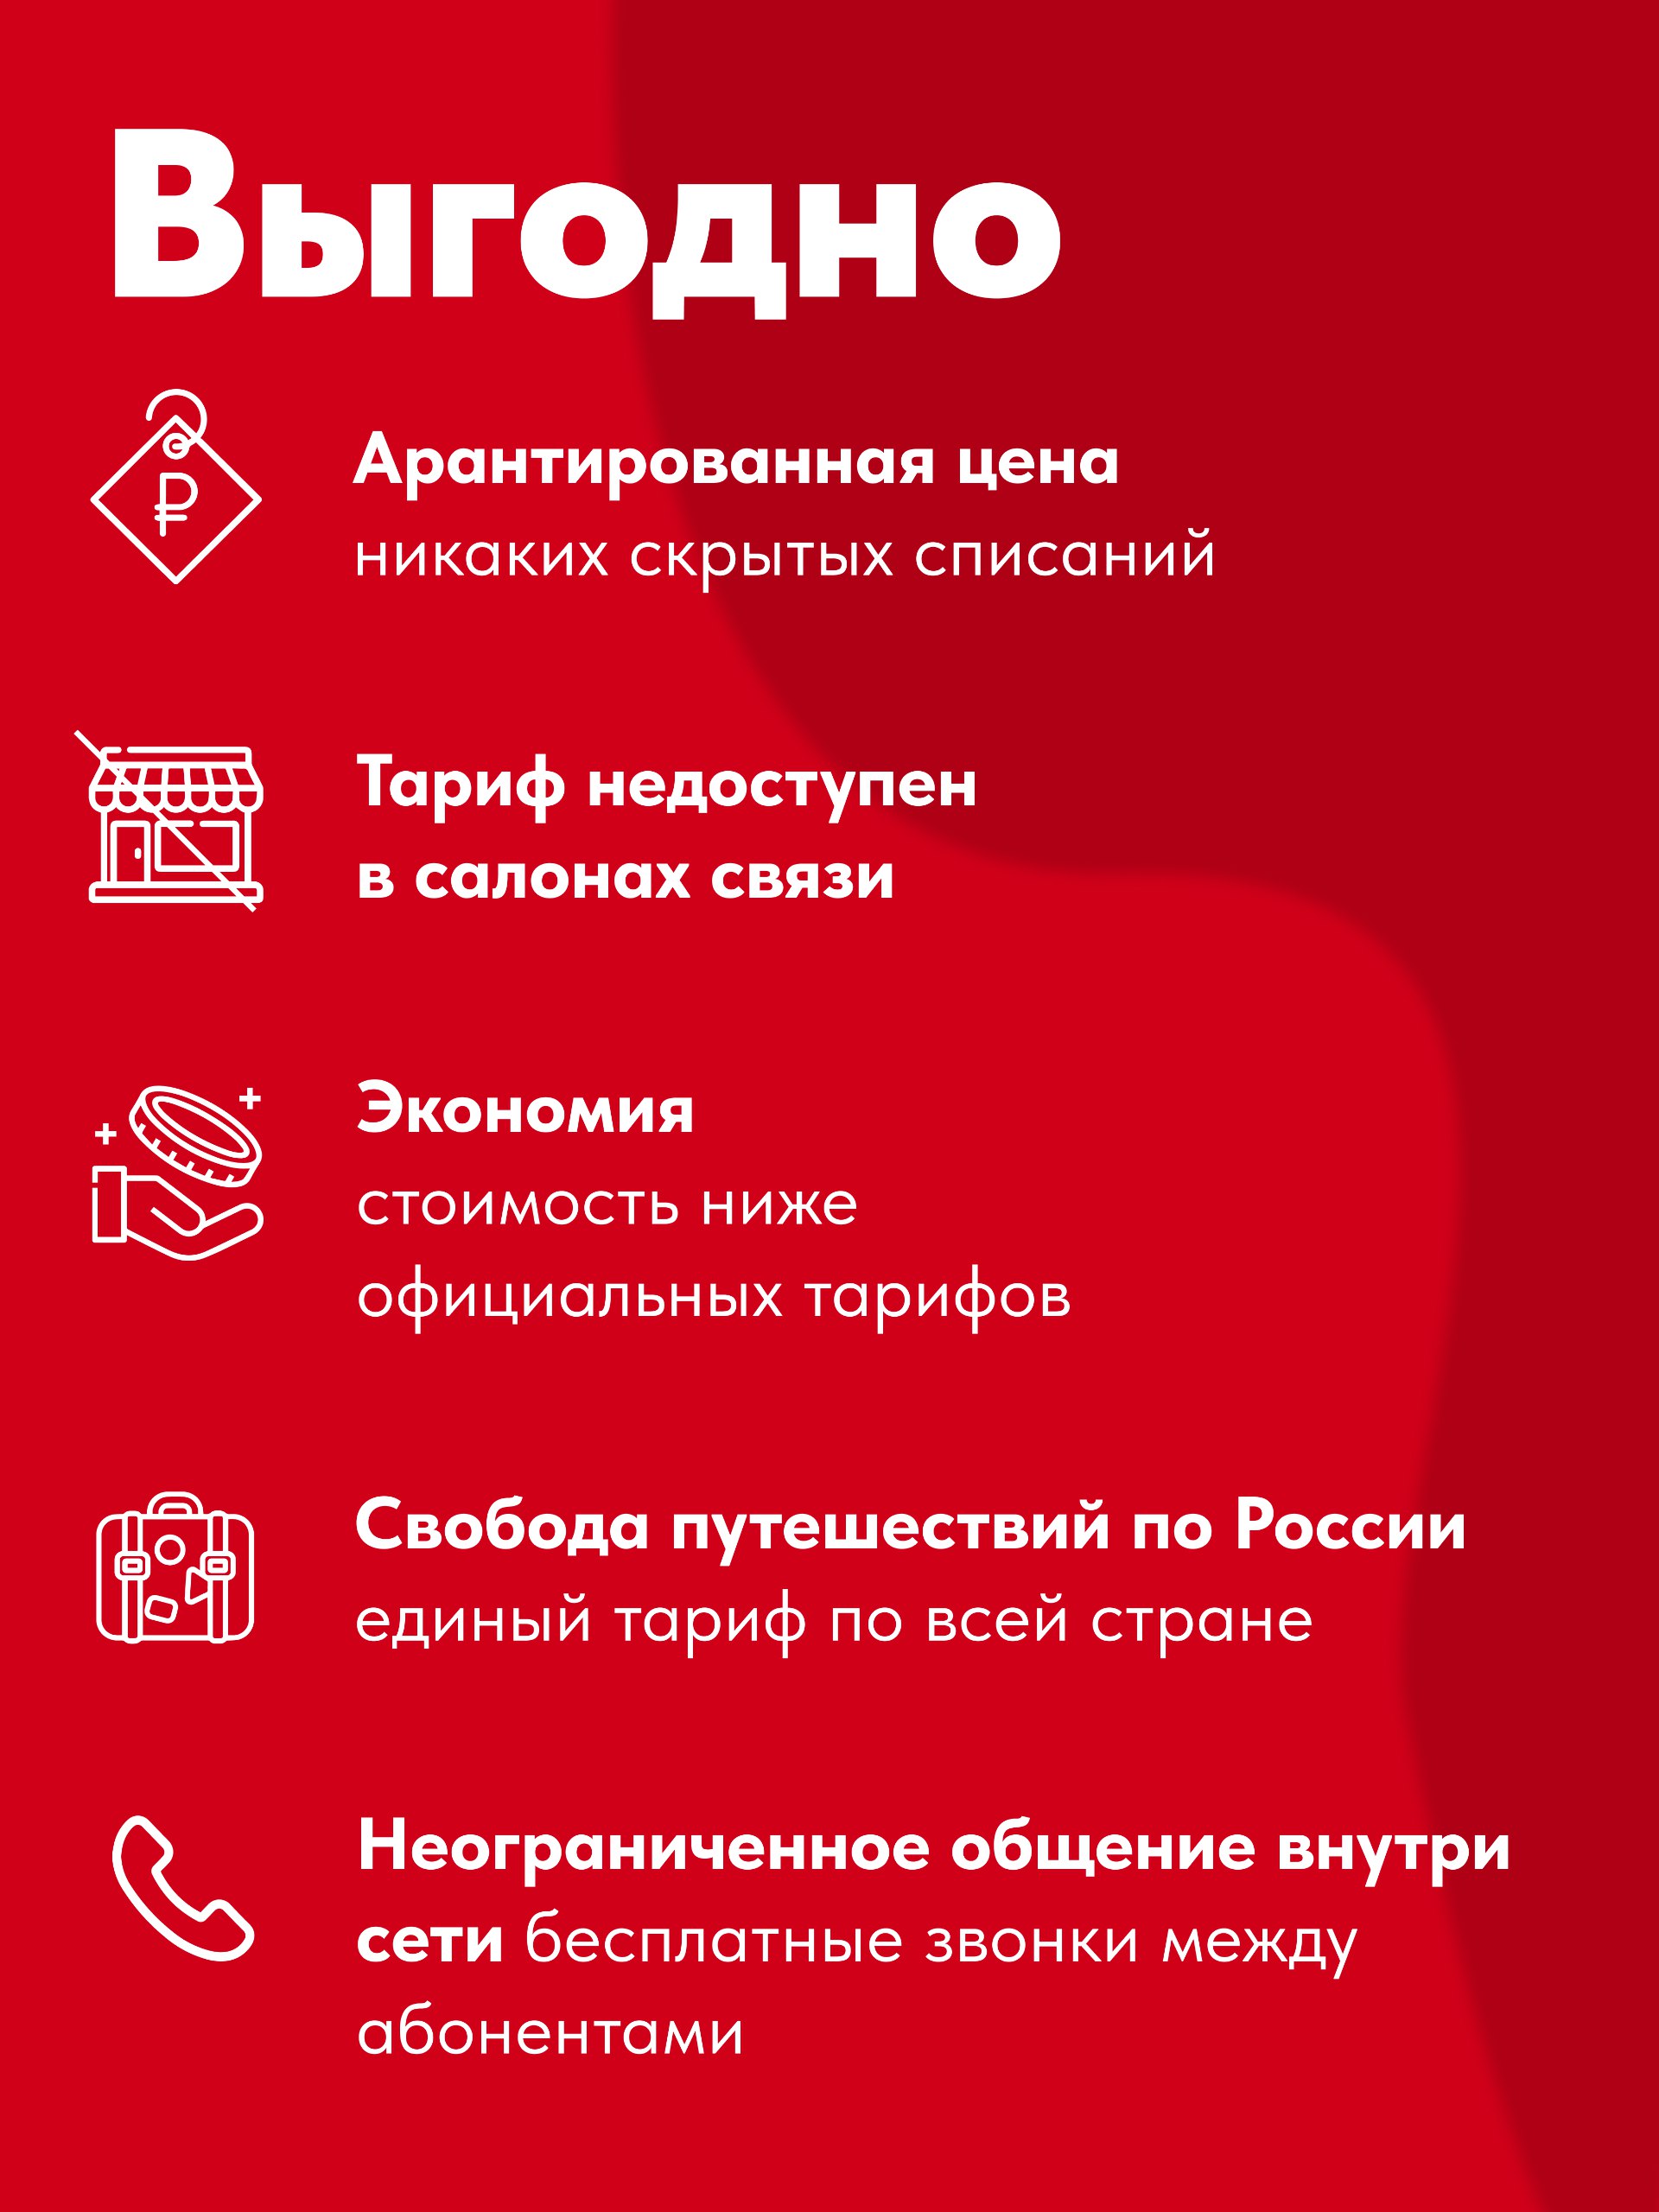 Выгодно
Арантированная цена
никаких скрытых списаний
Тариф недоступен
в салонах связи
Экономия
стоимость ниже
официальных тарифов
Свобода путешествий по России
единый тариф по всей стране
Неограниченное общение внутри
сети бесплатные звонки между
абонентами